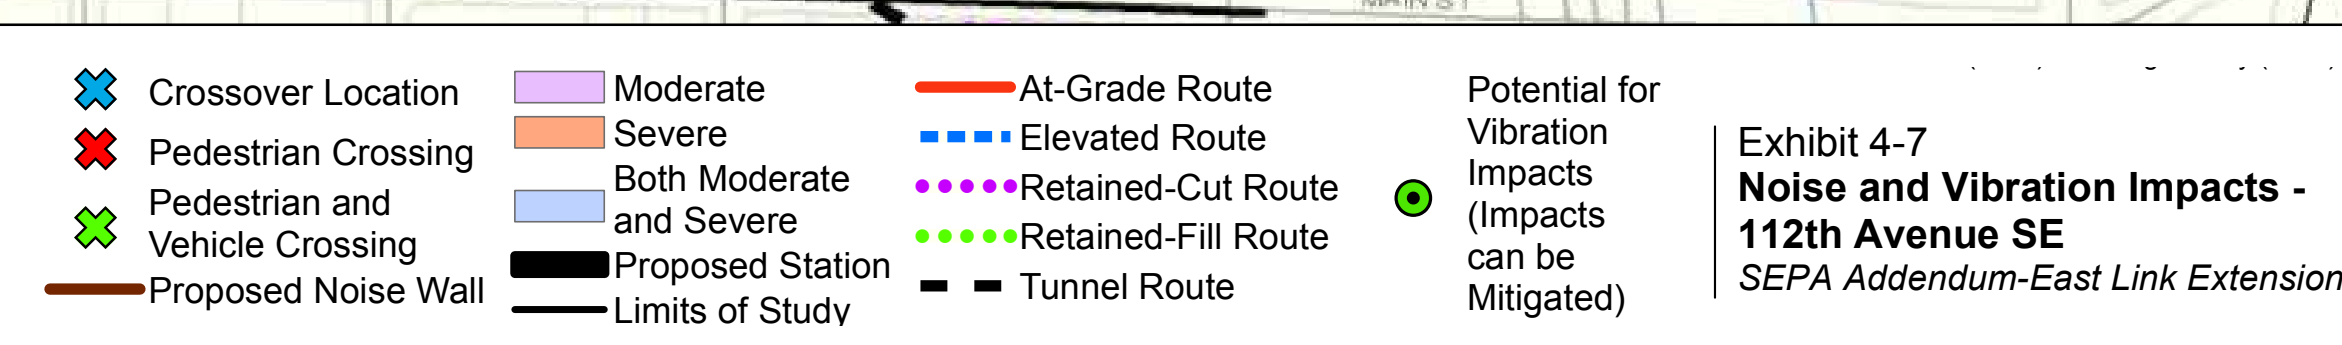 MAIN ST
Crossover Location
Pedestrian Crossing
Pedestrian and
Vehicle Crossing
Proposed Noise Wall
Moderate
Severe
Both Moderate
and Severe
Proposed Station
Limits of Study
At-Grade Route
Elevated Route
Retained-Cut Route
Retained-Fill Route
Tunnel Route
Potential for
Vibration
Impacts
(Impacts
can be
Mitigated)
Exhibit 4-7
Noise and Vibration Impacts -
112th Avenue SE
SEPA Addendum-East Link Extension